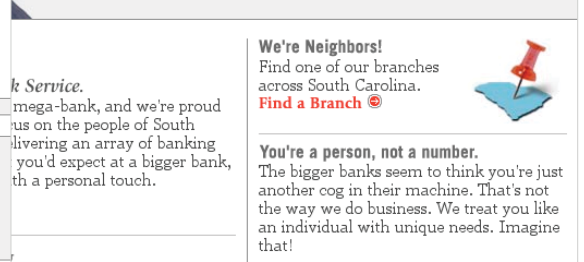 k Service.
mega-bank, and we're proud
cus on the people of South
elivering an array of banking
you'd expect at a bigger bank,
ith a personal touch.
We're Neighbors!
Find one of our branches
across South Carolina.
Find a Branch
You're a person, not a number.
The bigger banks seem to think you're just
another cog in their machine. That's not
the way we do business. We treat you like
an individual with unique needs. Imagine
that!